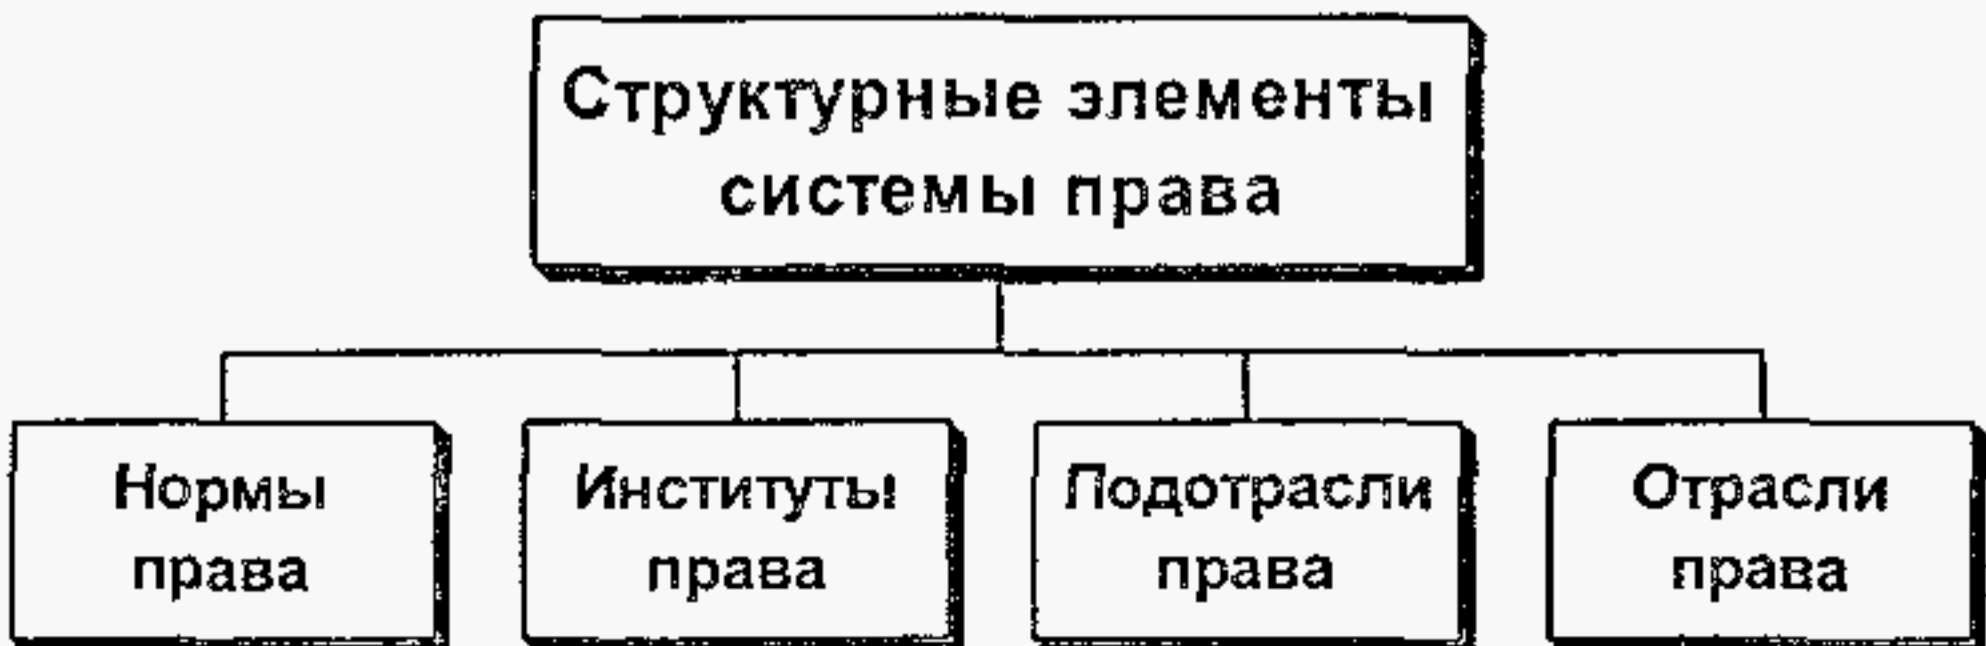 Структурные элементы
системы права
Нормы
права
Институты
права
Подотрасли
права
Отрасли
права